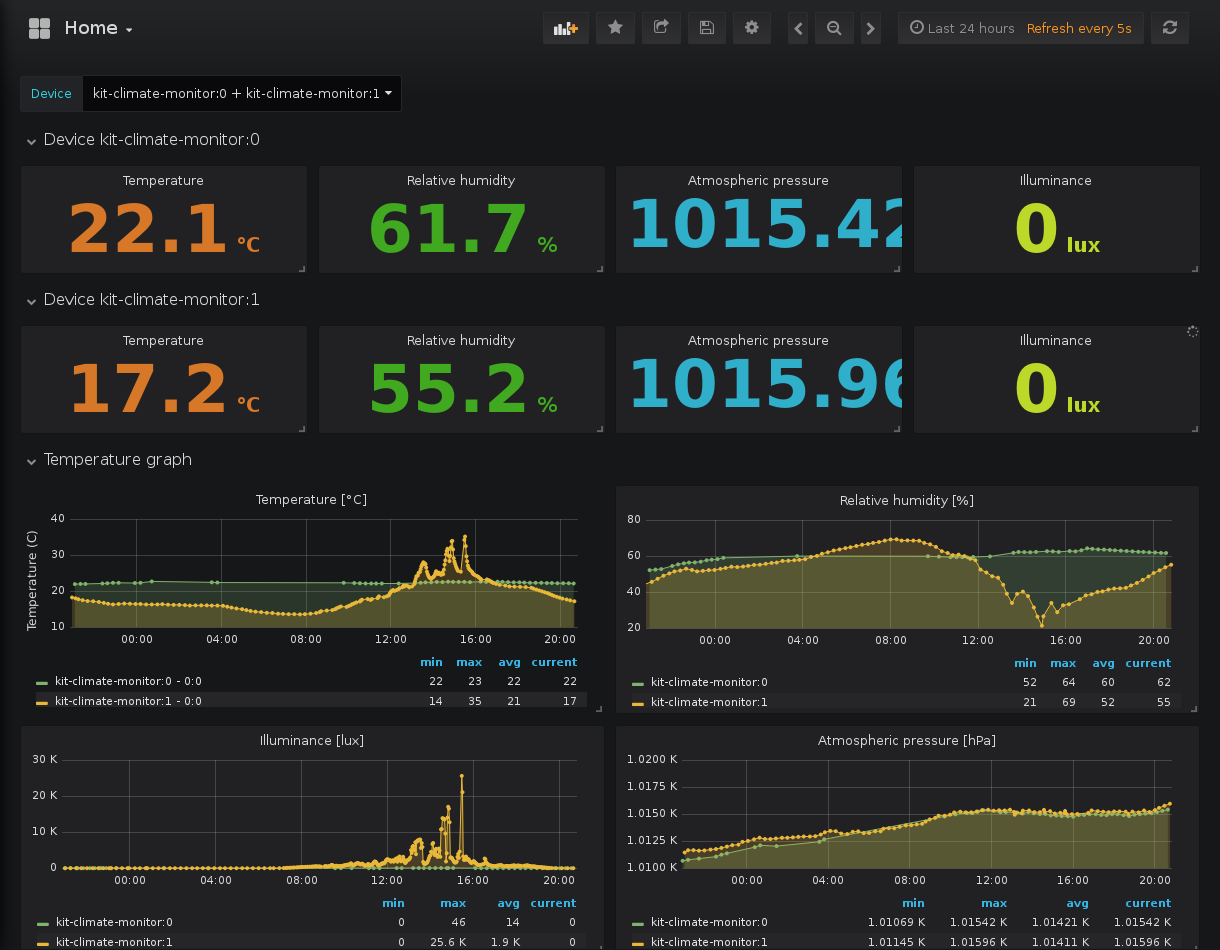 Home
Last 24 hours Refresh every 5s
Device kit-climate-monitor:0 + kit-climate-monitor:1
Device kit-climate-monitor:0
Temperature Relative humidity Atmospheric pressure Illuminance
22.1 °C 61.7 % 1015.42 0 lux
Device kit-climate-monitor:1
Temperature Relative humidity Atmospheric pressure Illuminance
17.2 °C 55.2 % 1015.96 0 lux
Temperature graph
Temperature [°C]
Temperature (C)
40
30
20
10
00:00 04:00 08:00 12:00 16:00 20:00
min max avg current
kit-climate-monitor:0 - 0:0 22 23 22 22
kit-climate-monitor:1 - 0:0 14 35 21 17
Relative humidity [%]
80
60
40
20
00:00 04:00 08:00 12:00 16:00 20:00
min max avg current
kit-climate-monitor:0 52 64 60 62
kit-climate-monitor:1 21 69 52 55
Illuminance [lux]
30 K
20 K
10 K
0
00:00 04:00 08:00 12:00 16:00 20:00
min max avg current
kit-climate-monitor:0 0 46 14 0
kit-climate-monitor:1 0 25.6 K 1.9 K 0
Atmospheric pressure [hPa]
1.0200 K
1.0175 K
1.0150 K
1.0125 K
1.0100 K
00:00 04:00 08:00 12:00 16:00 20:00
min max avg current
kit-climate-monitor:0 1.01069 K 1.01542 K 1.01421 K 1.01542 K
kit-climate-monitor:1 1.01145 K 1.01596 K 1.01411 K 1.01596 K